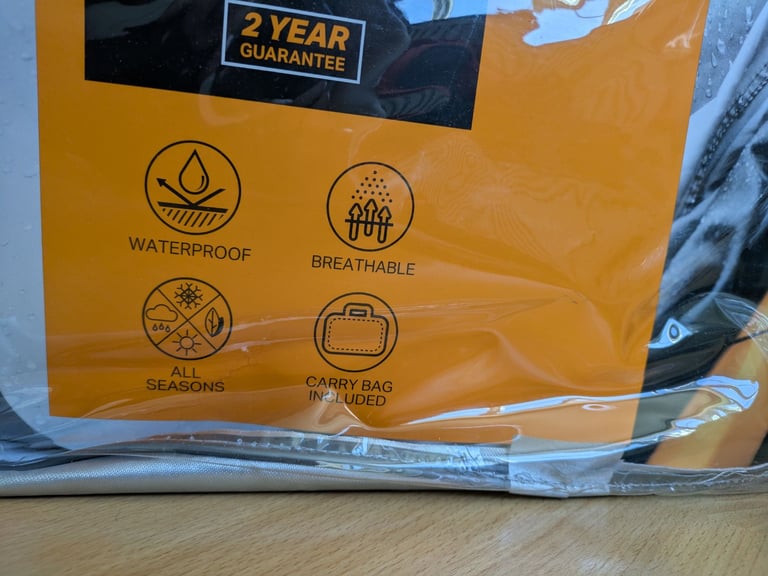 2 YEAR
GUARANTEE
WATERPROOF
BREATHABLE
ALL
SEASONS
CARRY BAG
INCLUDED